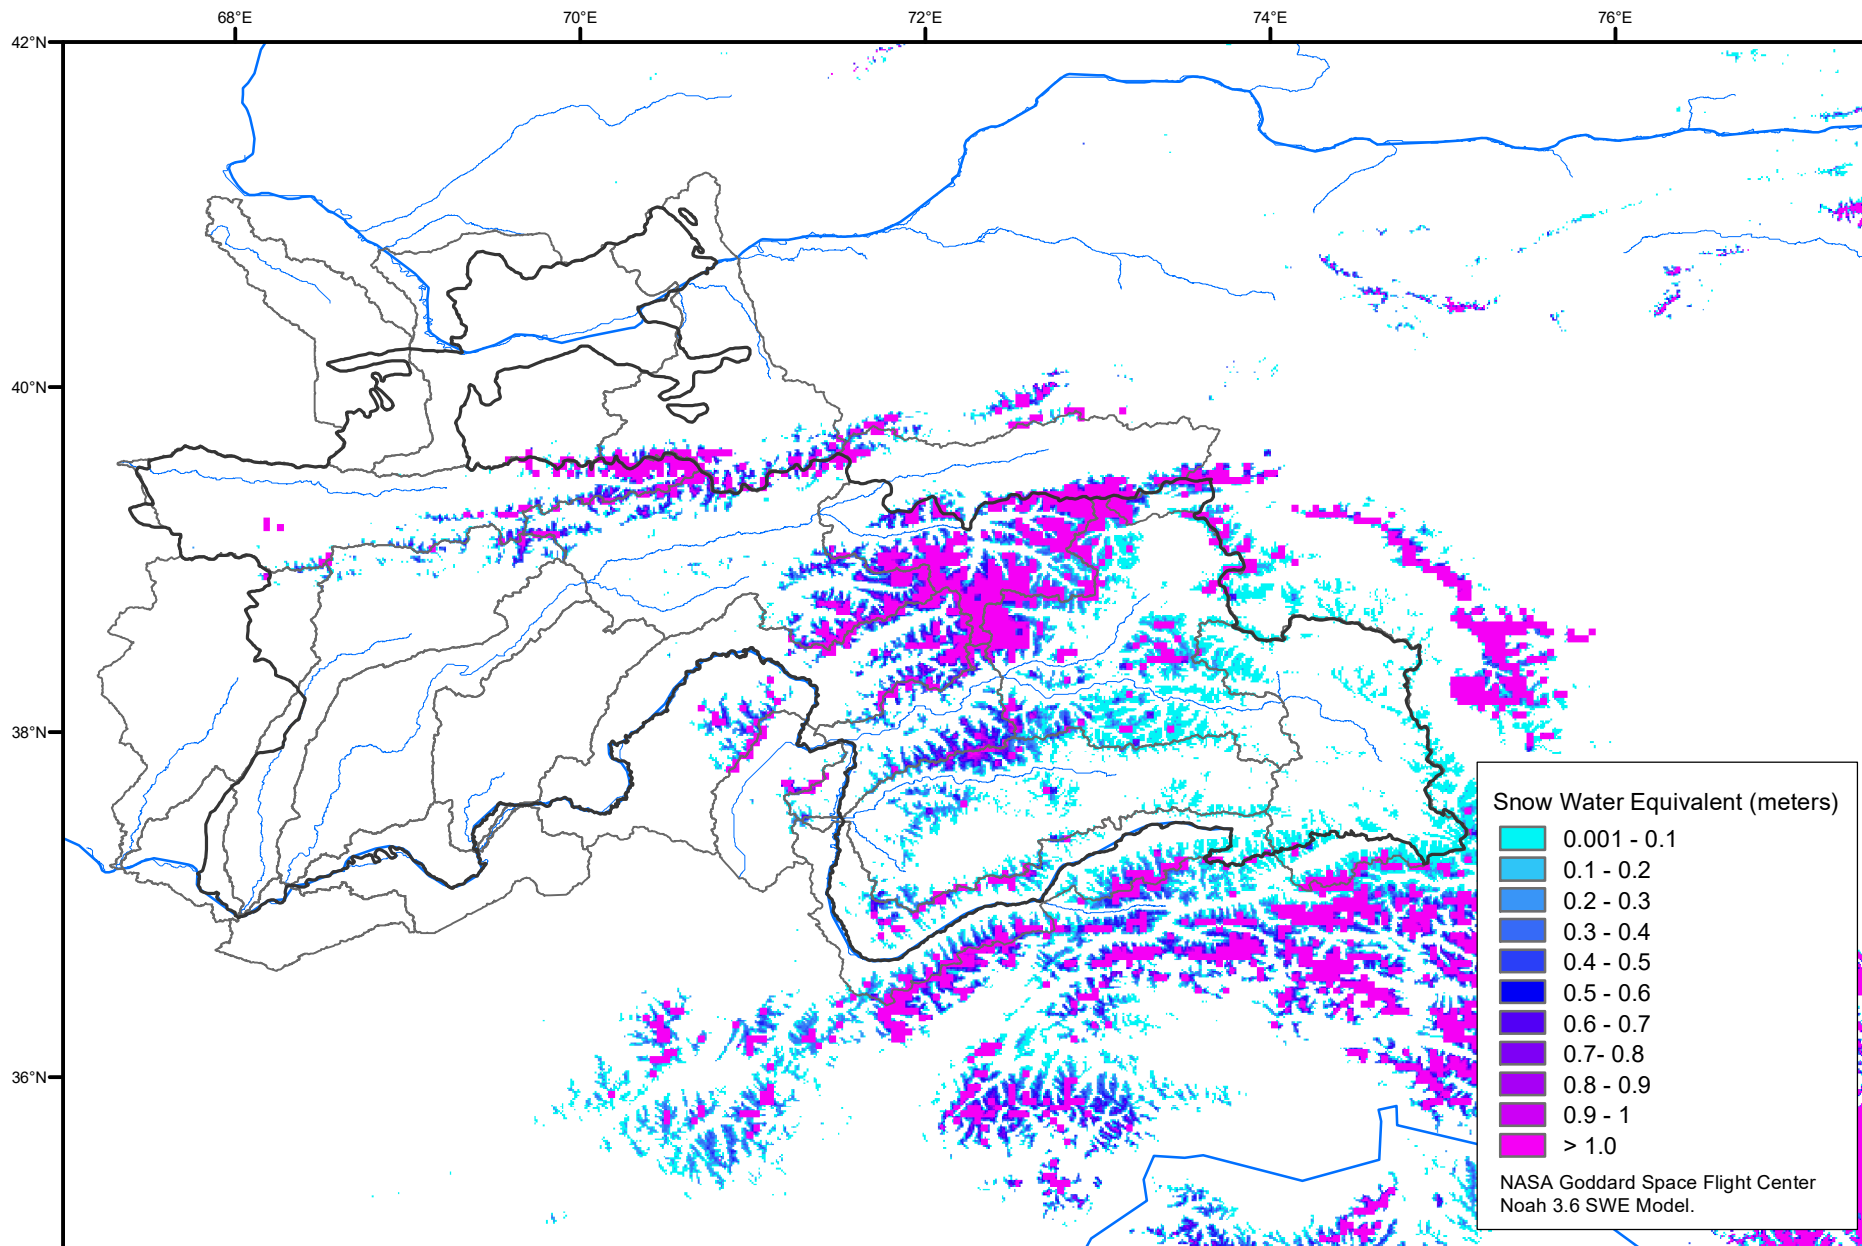 68°E
70°E
72°E
74°E
76°E
42°N
40°N
38°N
36°N
Snow Water Equivalent (meters)
0.001 - 0.1
0.1 - 0.2
0.2 - 0.3
0.3 - 0.4
0.4 - 0.5
0.5 - 0.6
0.6 - 0.7
0.7- 0.8
0.8 - 0.9
0.9 - 1
> 1.0
NASA Goddard Space Flight Center
Noah 3.6 SWE Model.